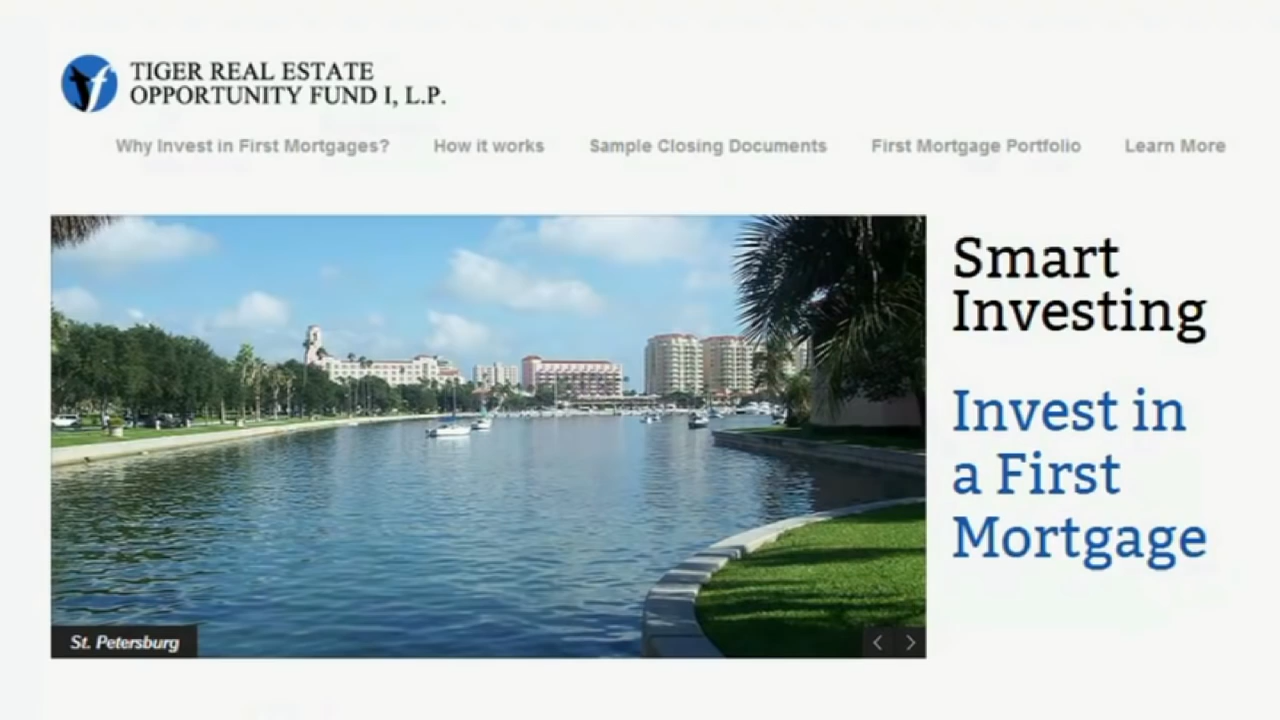 TIGER REAL ESTATE
OPPORTUNITY FUND I, L.P.
Why Invest in First Mortgages? How it works Sample Closing Documents First Mortgage Portfolio Learn More
Smart
Investing
Invest in
a First
Mortgage
St. Petersburg